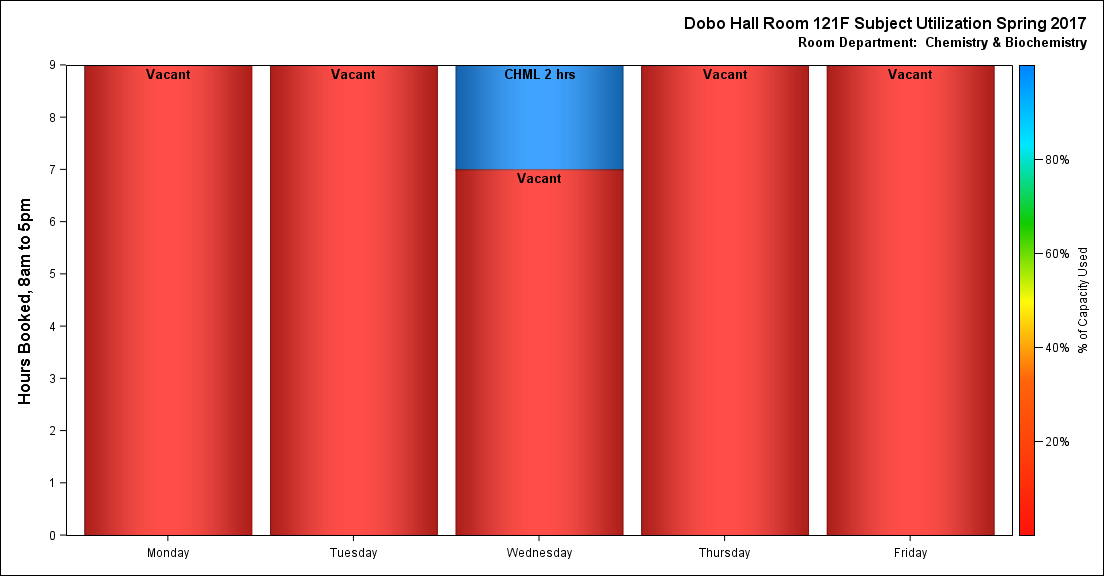 Dobo Hall Room 121F Subject Utilization Spring 2017
Room Department:  Chemistry & Biochemistry
Hours Booked, 8am to 5pm
9
8
7
6
5
4
3
2
1
0
Vacant
Vacant
CHML 2 hrs
Vacant
Vacant
Vacant
Monday
Tuesday
Wednesday
Thursday
Friday
80%
60%
40%
20%
% of Capacity Used